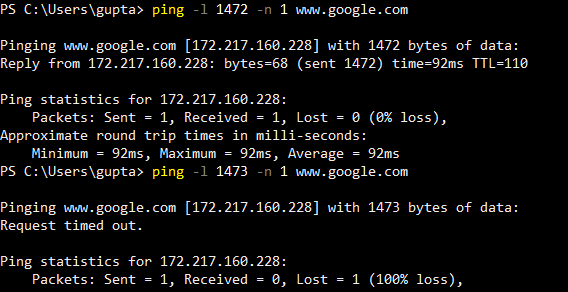 PS C:\Users\gupta> ping -l 1472 -n 1 www.google.com
Pinging www.google.com [172.217.160.228] with 1472 bytes of data:
Reply from 172.217.160.228: bytes=68 (sent 1472) time=92ms TTL=110
Ping statistics for 172.217.160.228:
    Packets: Sent = 1, Received = 1, Lost = 0 (0% loss),
Approximate round trip times in milli-seconds:
    Minimum = 92ms, Maximum = 92ms, Average = 92ms
PS C:\Users\gupta> ping -l 1473 -n 1 www.google.com
Pinging www.google.com [172.217.160.228] with 1473 bytes of data:
Request timed out.
Ping statistics for 172.217.160.228:
    Packets: Sent = 1, Received = 0, Lost = 1 (100% loss),